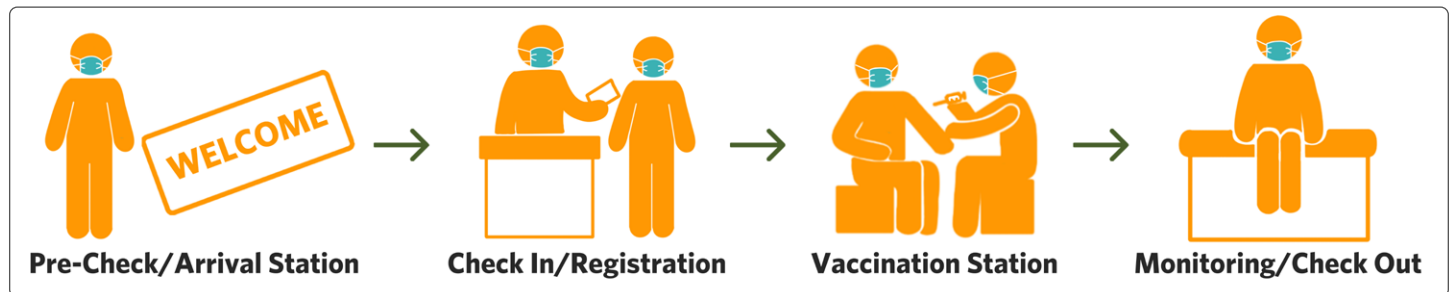 WELCOME
Pre-Check/Arrival Station
Check In/Registration
Vaccination Station
Monitoring/Check Out